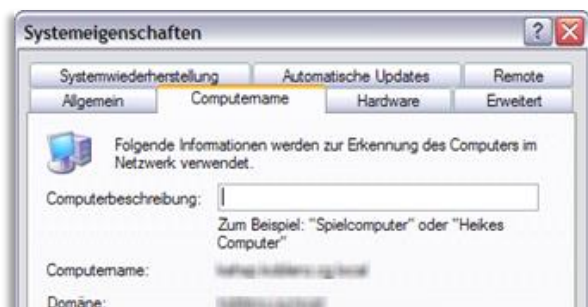 Systemeigenschaften
Systemwiederherstellung Automatische Updates Remote
Allgemein Computername Hardware Erweitert
Folgende Informationen werden zur Erkennung des Computers im
Netzwerk verwendet.
Computerbeschreibung:
Zum Beispiel: "Spielcomputer" oder "Heikes
Computer"
Computername:
Domäne: